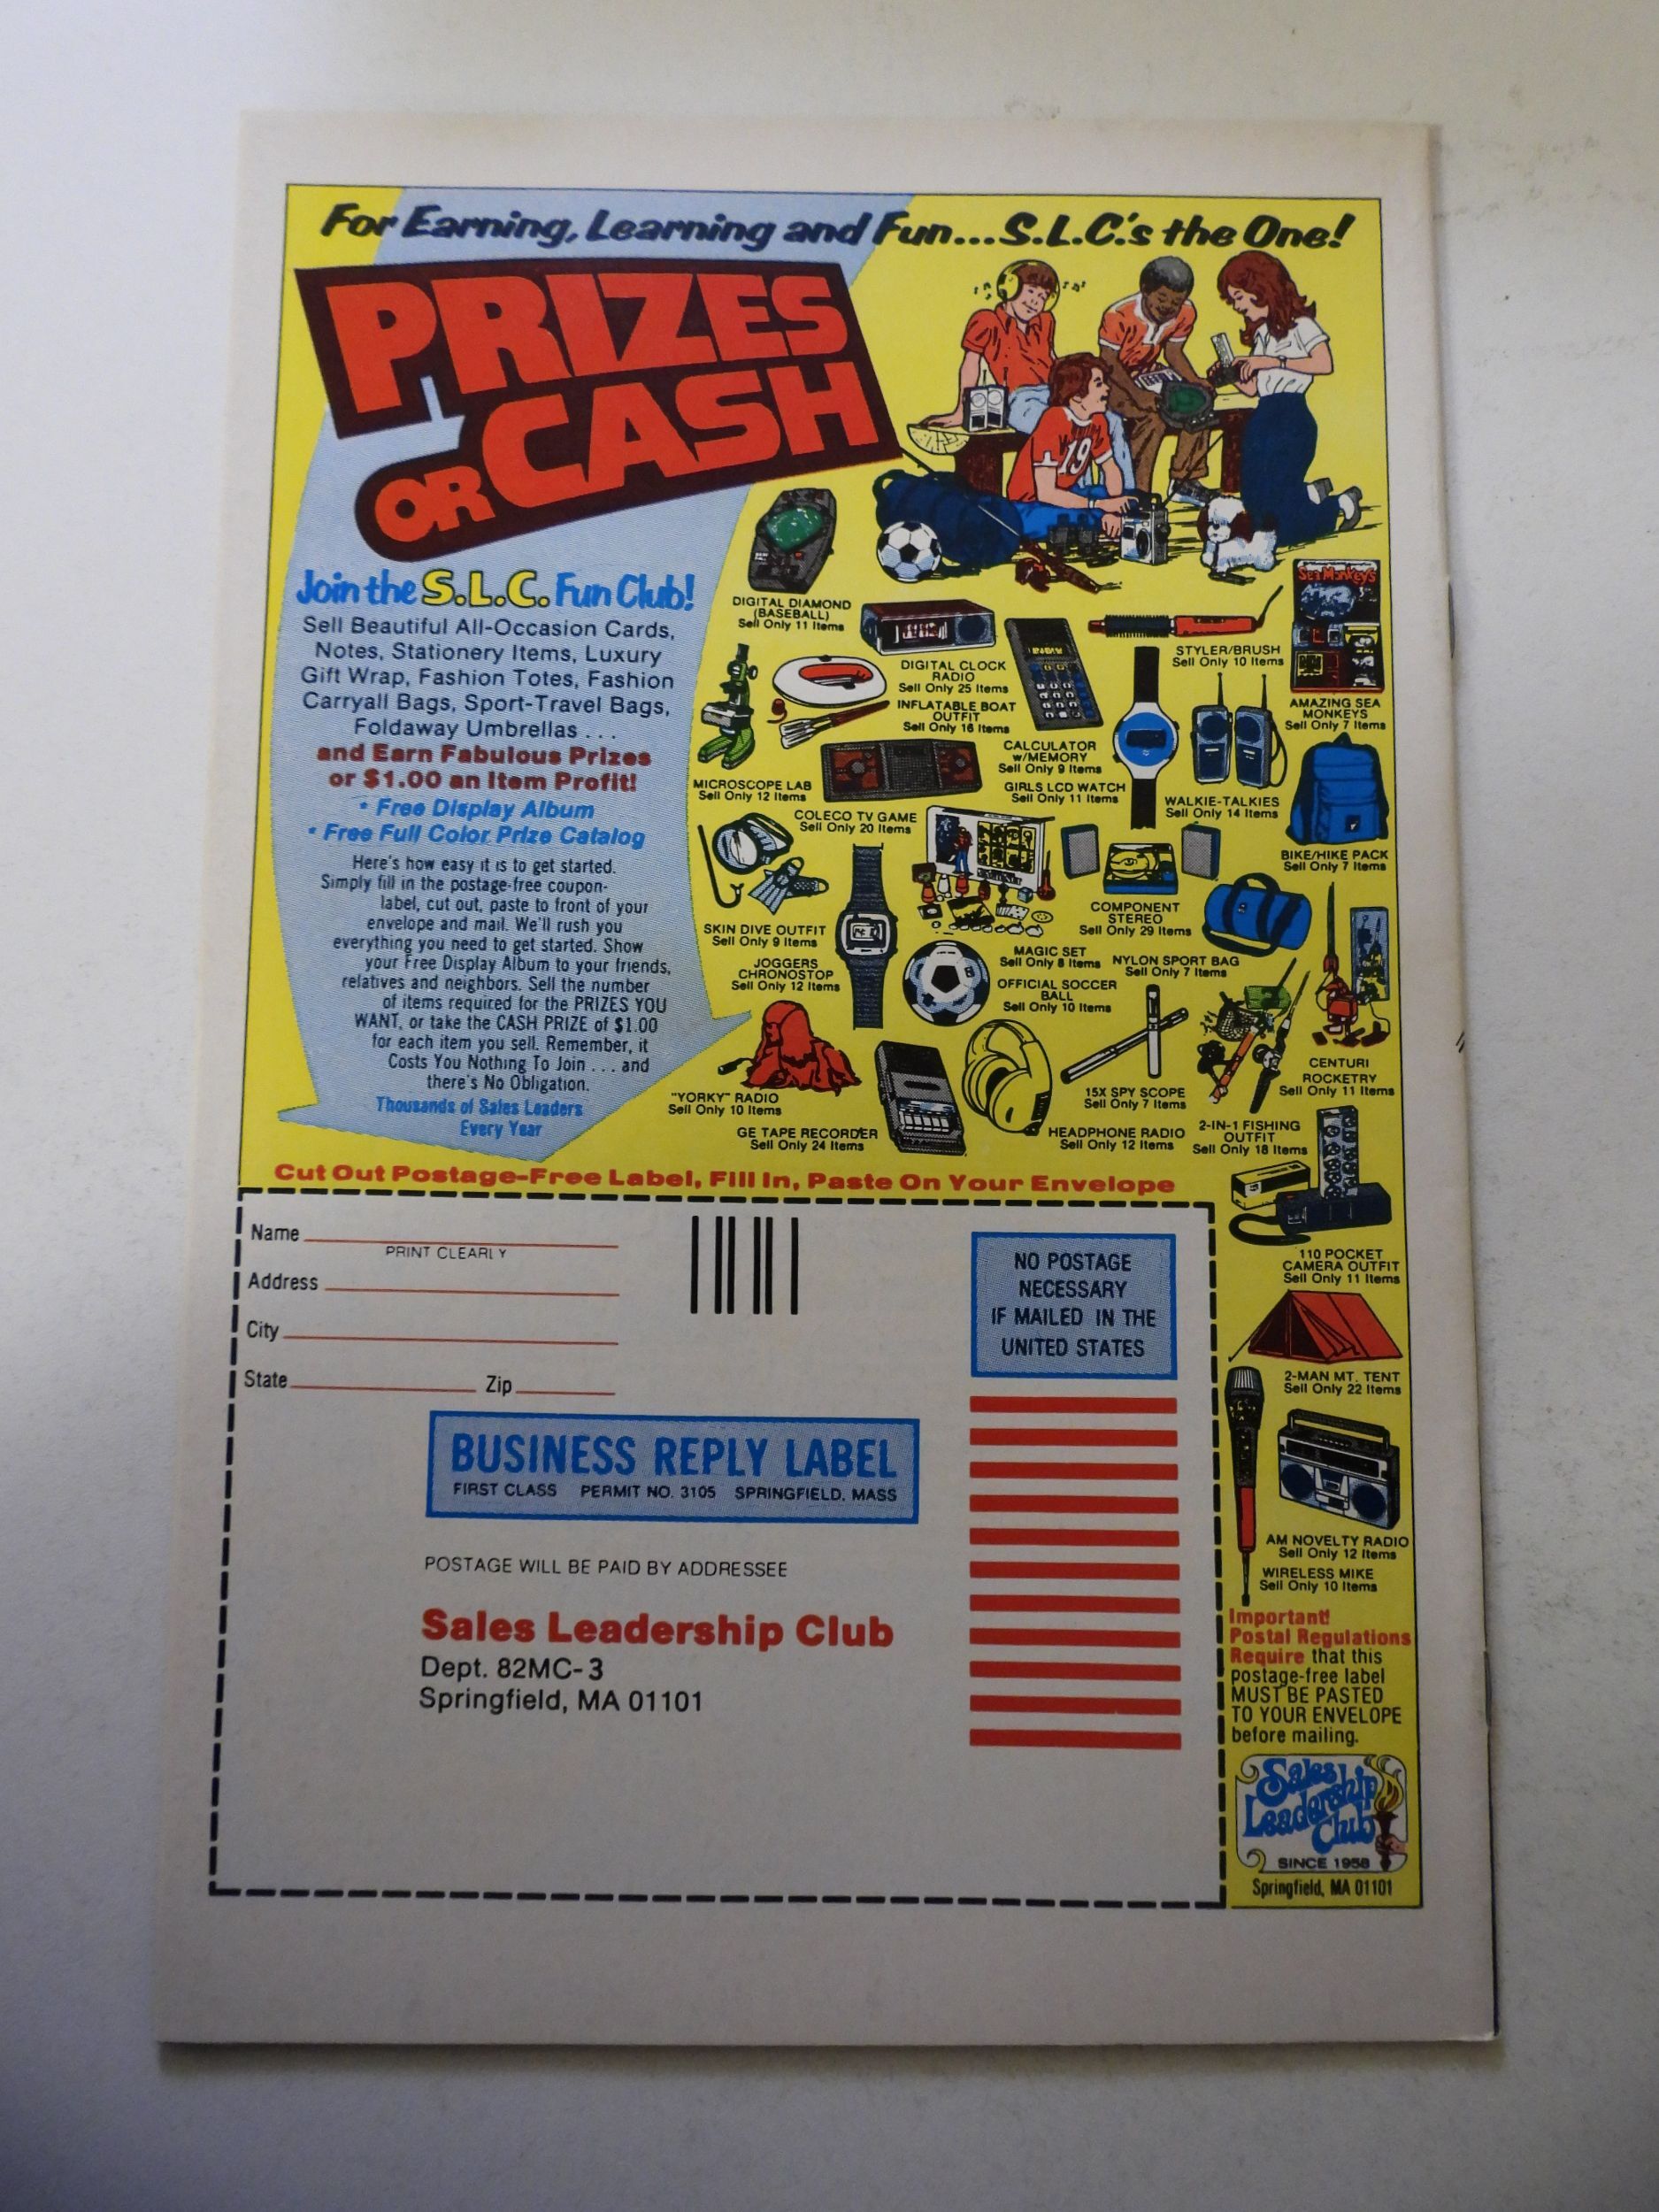 For Earning, Learning and Fun...S.L.C.'s the One!
PRIZES
OR CASH
Join the S.L.C. Fun Club!
Sell Beautiful All-Occasion Cards,
Notes, Stationery Items, Luxury
Gift Wrap, Fashion Totes, Fashion
Carryall Bags, Sport-Travel Bags,
Foldaway Umbrellas . . .
and Earn Fabulous Prizes
or $1.00 an Item Profit!
* Free Display Album
* Free Full Color Prize Catalog
Here's how easy it is to get started.
Simply fill in the postage-free coupon-
label, cut out, paste to front of your
envelope and mail. We'll rush you
everything you need to get started. Show
your Free Display Album to your friends,
relatives and neighbors. Sell the number
of items required for the PRIZES YOU
WANT, or take the CASH PRIZE of $1.00
for each item you sell. Remember, it
Costs You Nothing To Join . . . and
there's No Obligation.
Thousands of Sales Leaders
Every Year
19
DIGITAL DIAMOND
(BASEBALL)
Sell Only 11 Items
DIGITAL CLOCK
RADIO
Sell Only 25 Items
STYLER/BRUSH
Sell Only 10 Items
Sea Monkeys
AMAZING SEA
MONKEYS
Sell Only 7 Items
INFLATABLE BOAT
OUTFIT
Sell Only 16 Items
CALCULATOR
w/MEMORY
Sell Only 9 Items
MICROSCOPE LAB
Sell Only 12 Items
GIRLS LCD WATCH
Sell Only 11 Items
WALKIE-TALKIES
Sell Only 14 Items
COLECO TV GAME
Sell Only 20 Items
BIKE/HIKE PACK
Sell Only 7 Items
SKIN DIVE OUTFIT
Sell Only 9 Items
COMPONENT
STEREO
Sell Only 29 Items
MAGIC SET
Sell Only 8 Items
NYLON SPORT BAG
Sell Only 7 Items
JOGGERS
CHRONOSTOP
Sell Only 12 Items
OFFICIAL SOCCER
BALL
Sell Only 10 Items
CENTURI
ROCKETRY
Sell Only 11 Items
"YORKY" RADIO
Sell Only 10 Items
15X SPY SCOPE
Sell Only 7 Items
GE TAPE RECORDER
Sell Only 24 Items
HEADPHONE RADIO
Sell Only 12 Items
2-IN-1 FISHING
OUTFIT
Sell Only 18 Items
110 POCKET
CAMERA OUTFIT
Sell Only 11 Items
2-MAN MT. TENT
Sell Only 22 Items
AM NOVELTY RADIO
Sell Only 12 Items
WIRELESS MIKE
Sell Only 10 Items
Important!
Postal Regulations
Require that this
postage-free label
MUST BE PASTED
TO YOUR ENVELOPE
before mailing.
Sales
Leadership
Club
SINCE 1958
Springfield, MA 01101
Cut Out Postage-Free Label, Fill In, Paste On Your Envelope
Name
PRINT CLEARLY
Address
City
State Zip
NO POSTAGE
NECESSARY
IF MAILED IN THE
UNITED STATES
BUSINESS REPLY LABEL
FIRST CLASS PERMIT NO. 3105 SPRINGFIELD, MASS
POSTAGE WILL BE PAID BY ADDRESSEE
Sales Leadership Club
Dept. 82MC-3
Springfield, MA 01101